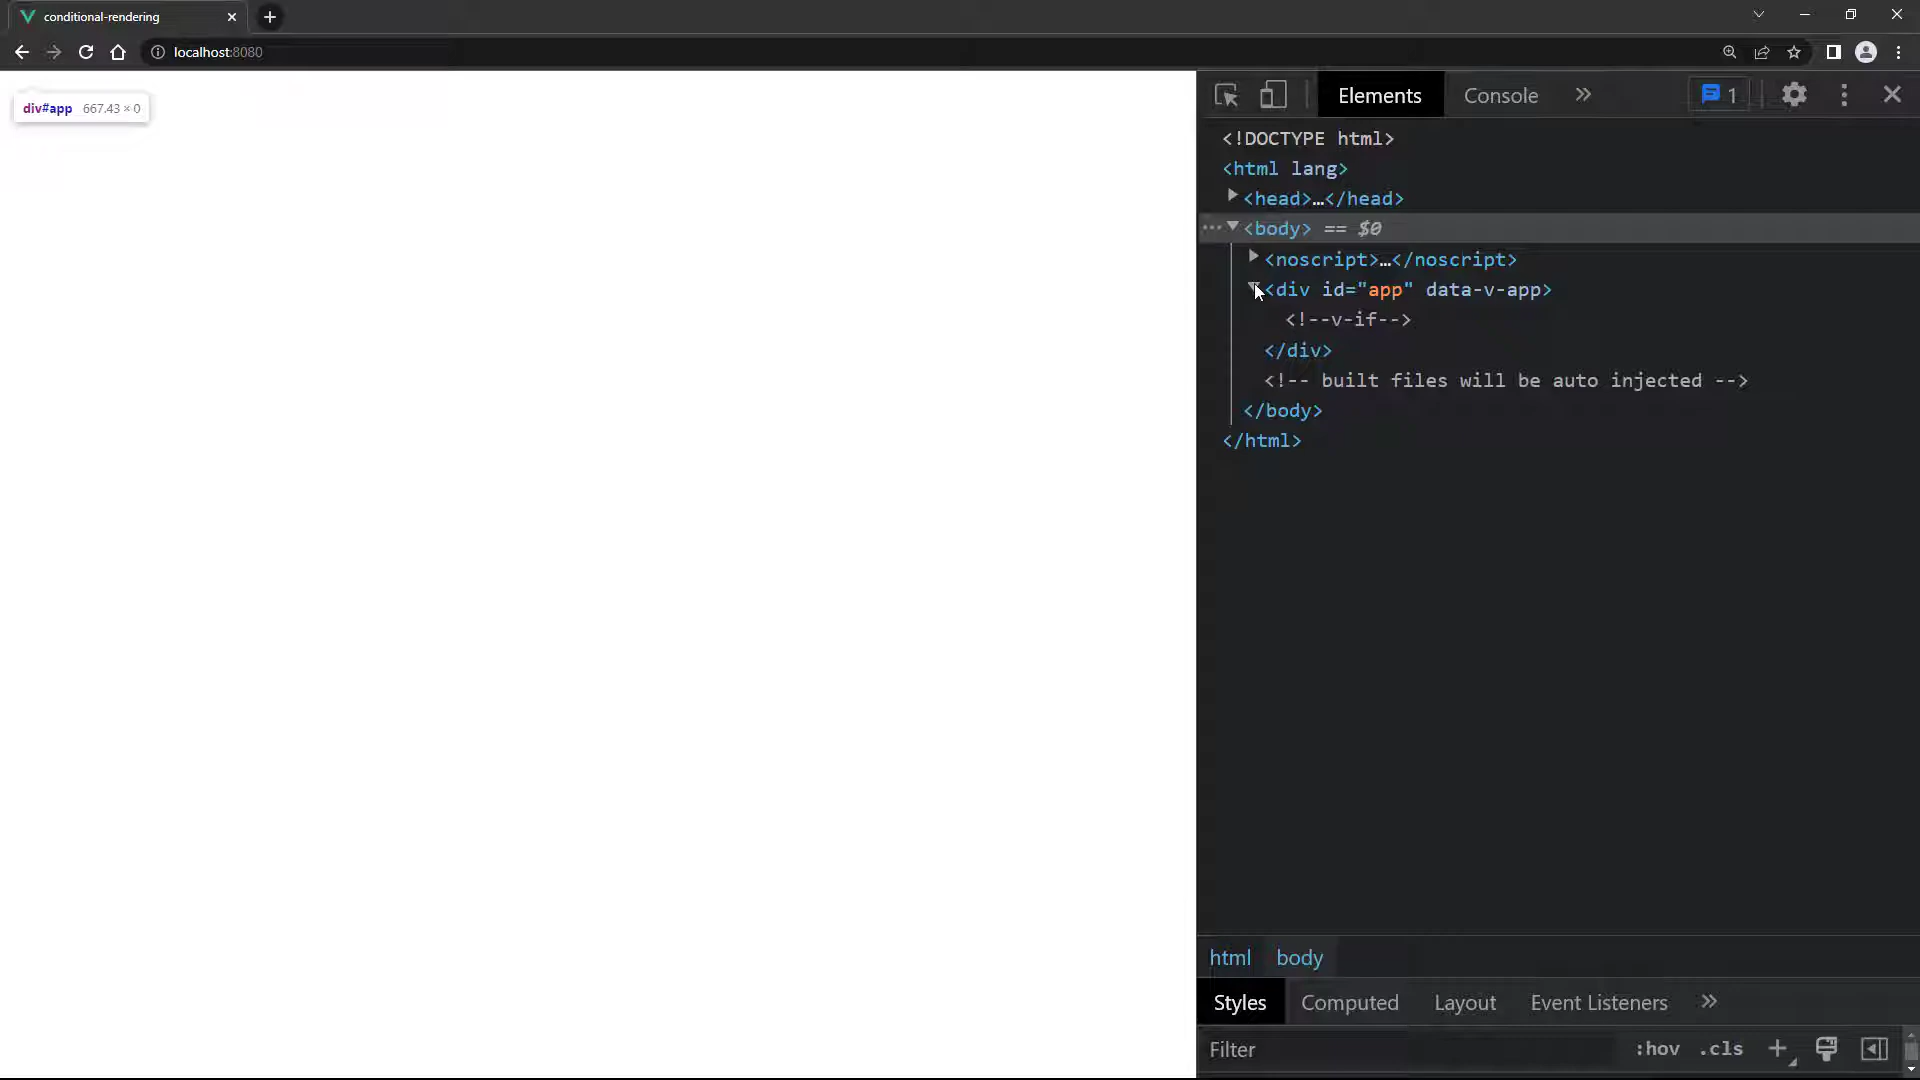 conditional-rendering
localhost:8080
div#app 667.43 × 0
Elements
Console
1
<!DOCTYPE html>
<html lang>
<head>…</head>
<body> == $0
<noscript>…</noscript>
<div id="app" data-v-app>
<!--v-if-->
</div>
<!-- built files will be auto injected -->
</body>
</html>
html body
Styles Computed Layout Event Listeners
Filter :hov .cls